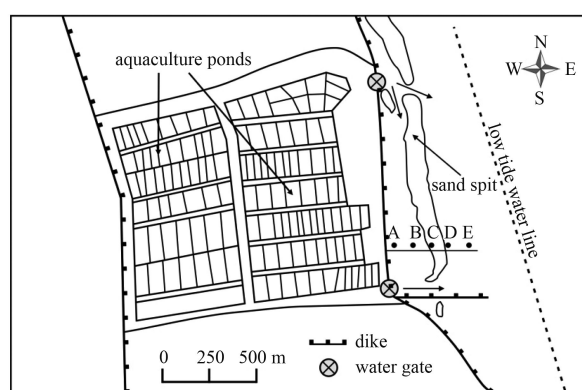 aquaculture ponds
N
W E
S
low tide water line
sand spit
A B C D E
dike
0 250 500 m
water gate